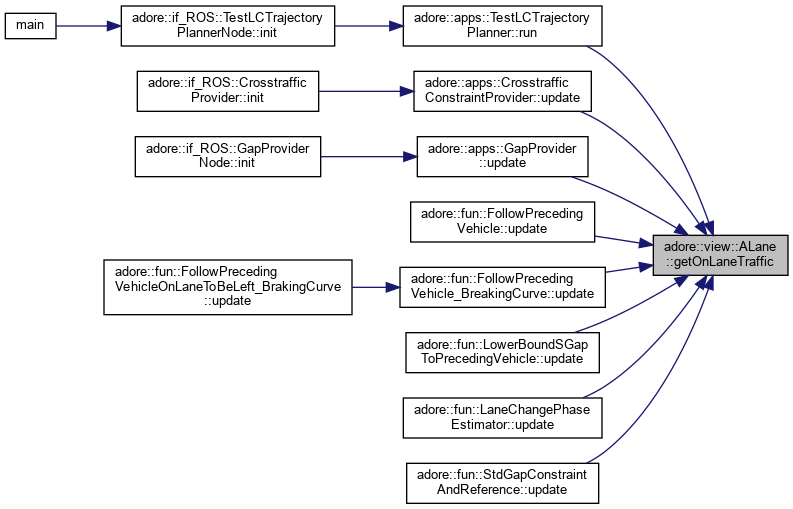 main
adore::if_ROS::TestLCTrajectory
PlannerNode::init
adore::apps::TestLCTrajectory
Planner::run
adore::if_ROS::Crosstraffic
Provider::init
adore::apps::Crosstraffic
ConstraintProvider::update
adore::if_ROS::GapProvider
Node::init
adore::apps::GapProvider
::update
adore::fun::FollowPreceding
Vehicle::update
adore::view::ALane
::getOnLaneTraffic
adore::fun::FollowPreceding
VehicleOnLaneToBeLeft_BrakingCurve
::update
adore::fun::FollowPreceding
Vehicle_BreakingCurve::update
adore::fun::LowerBoundSGap
ToPrecedingVehicle::update
adore::fun::LaneChangePhase
Estimator::update
adore::fun::StdGapConstraint
AndReference::update